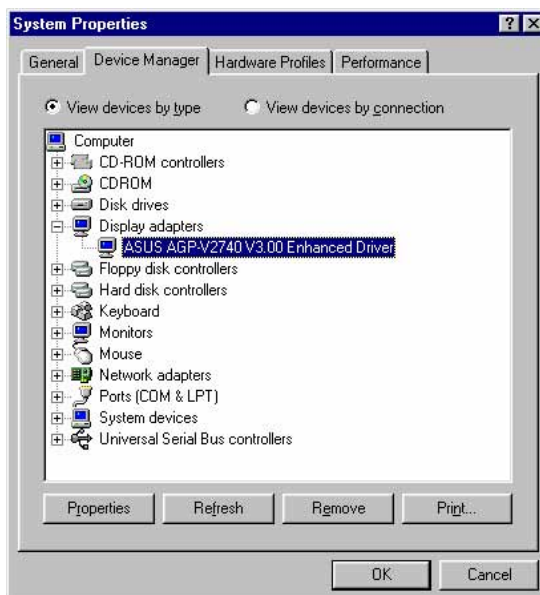 System Properties
General Device Manager Hardware Profiles Performance
View devices by type View devices by connection
Computer
CD-ROM controllers
CDROM
Disk drives
Display adapters
ASUS AGP-V2740 V3.00 Enhanced Driver
Floppy disk controllers
Hard disk controllers
Keyboard
Monitors
Mouse
Network adapters
Ports (COM & LPT)
System devices
Universal Serial Bus controllers
Properties Refresh Remove Print...
OK Cancel